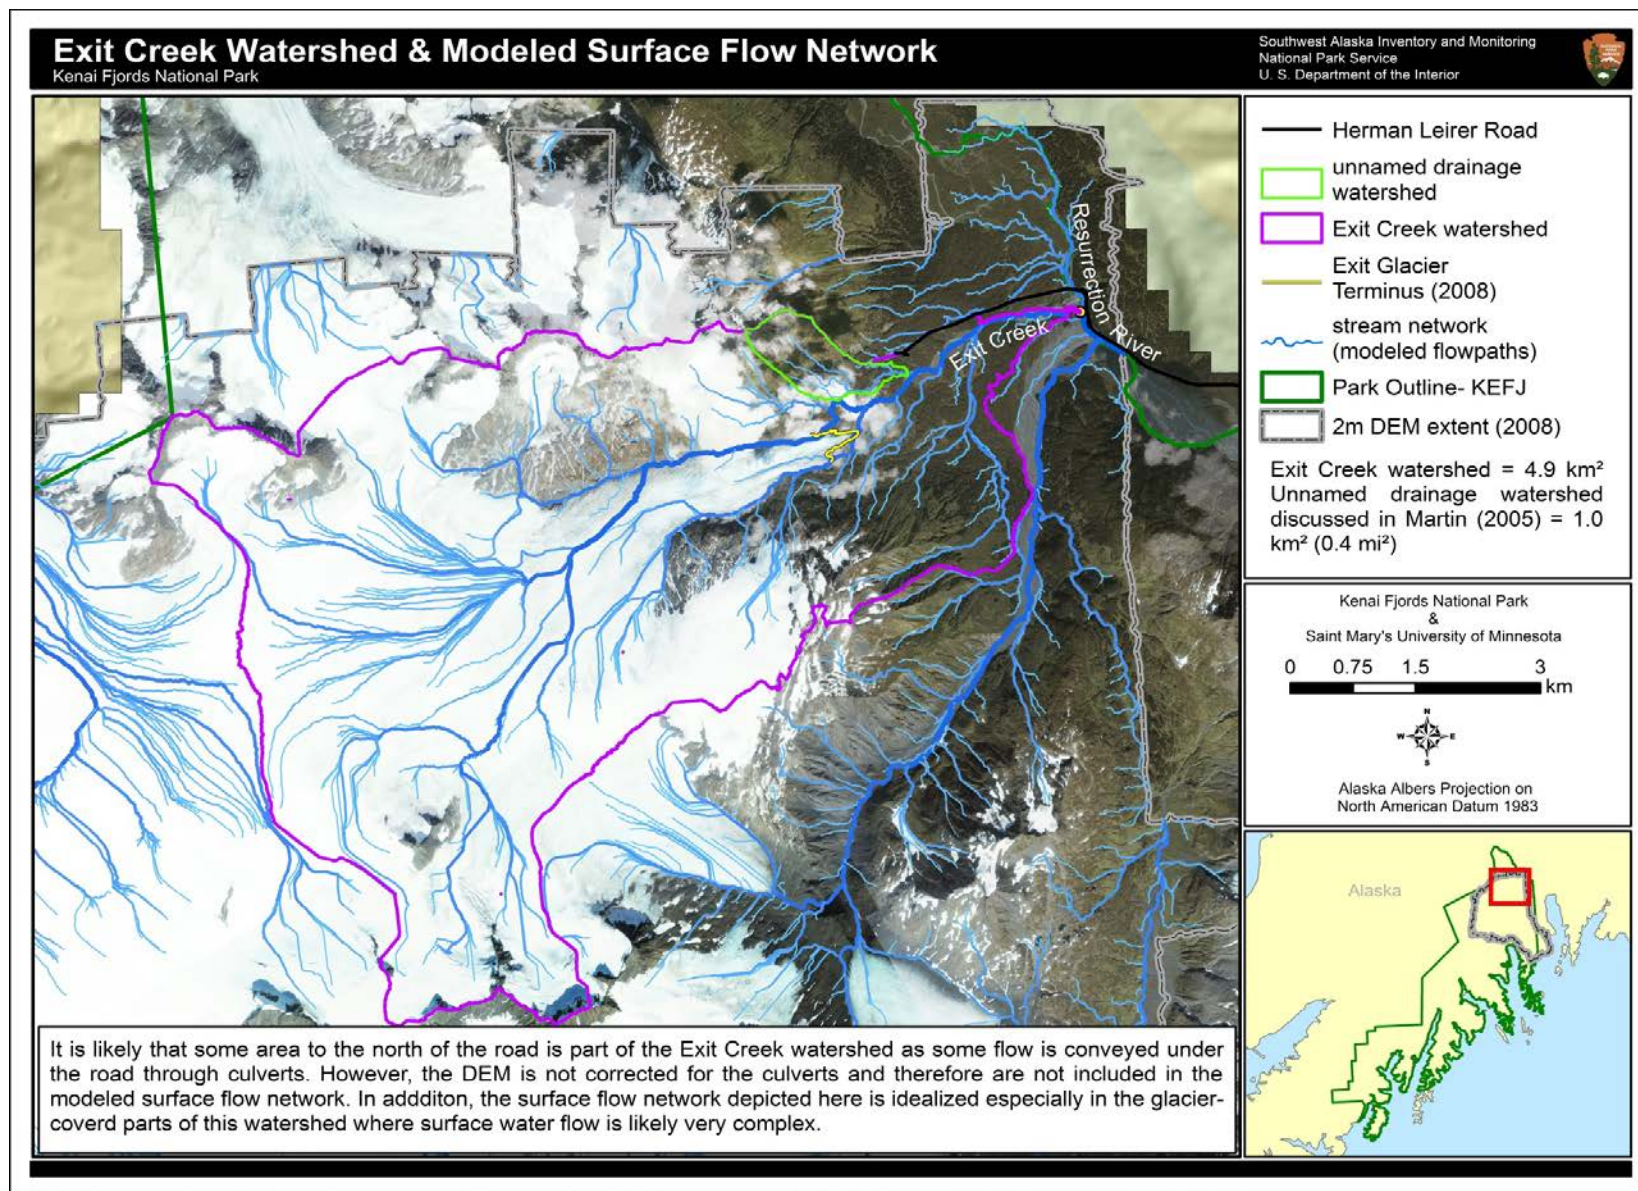 Exit Creek Watershed & Modeled Surface Flow Network
Kenai Fjords National Park
Southwest Alaska Inventory and Monitoring
National Park Service
U. S. Department of the Interior
Resurrection River
Exit Creek
Herman Leirer Road
unnamed drainage
watershed
Exit Creek watershed
Exit Glacier
Terminus (2008)
stream network
(modeled flowpaths)
Park Outline- KEFJ
2m DEM extent (2008)
Exit Creek watershed = 4.9 km²
Unnamed drainage watershed
discussed in Martin (2005) = 1.0
km² (0.4 mi²)
Kenai Fjords National Park
&
Saint Mary's University of Minnesota
0 0.75 1.5 3
km
N
W E
S
Alaska Albers Projection on
North American Datum 1983
Alaska
It is likely that some area to the north of the road is part of the Exit Creek watershed as some flow is conveyed under
the road through culverts. However, the DEM is not corrected for the culverts and therefore are not included in the
modeled surface flow network. In addditon, the surface flow network depicted here is idealized especially in the glacier-
coverd parts of this watershed where surface water flow is likely very complex.